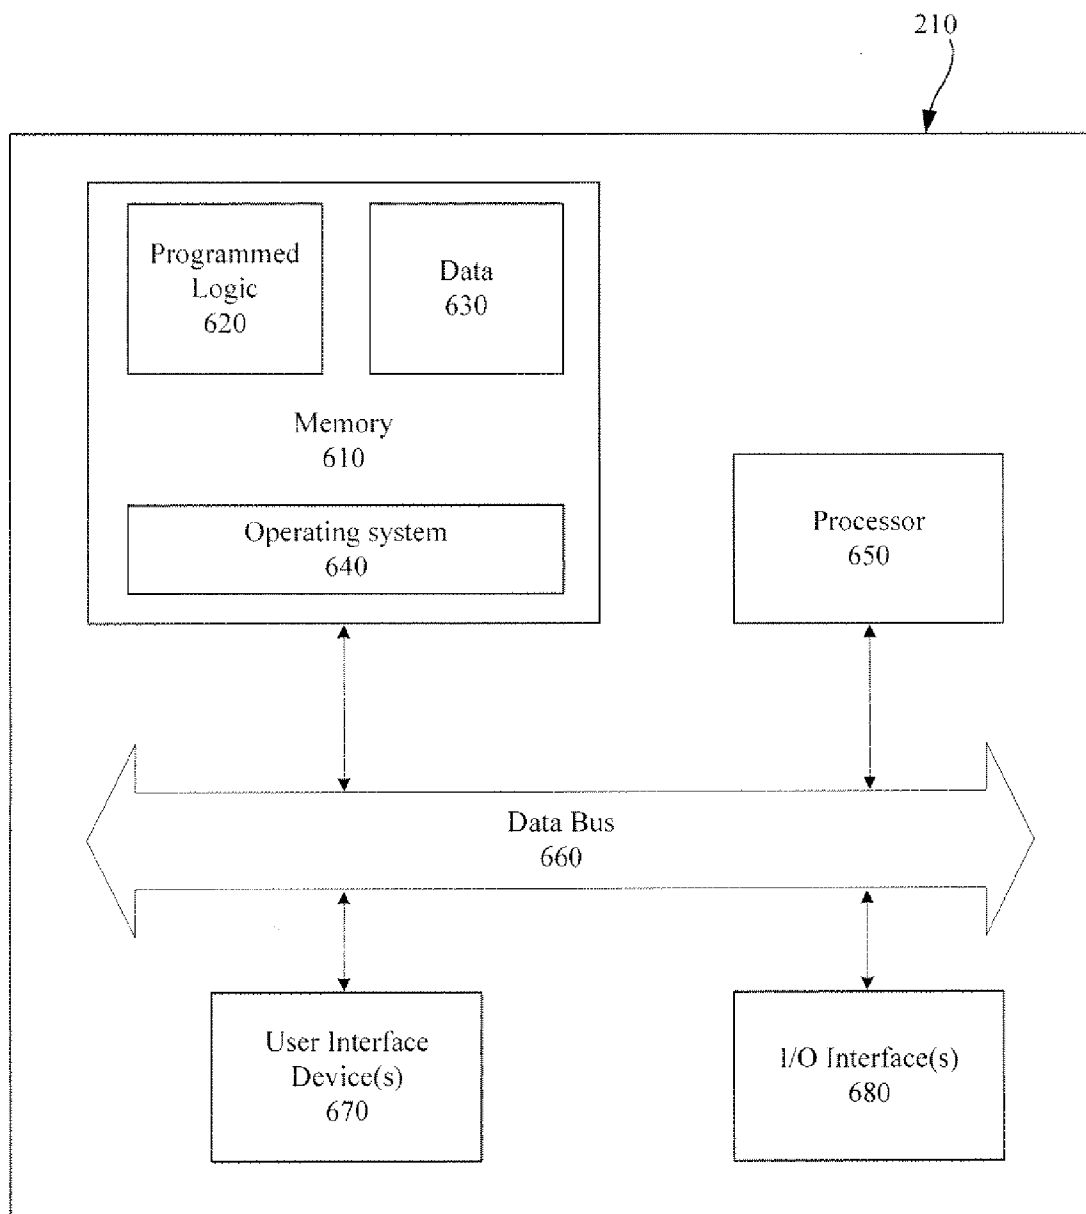 210
Programmed
Logic
620
Data
630
Memory
610
Operating system
640
Processor
650
Data Bus
660
User Interface
Device(s)
670
I/O Interface(s)
680